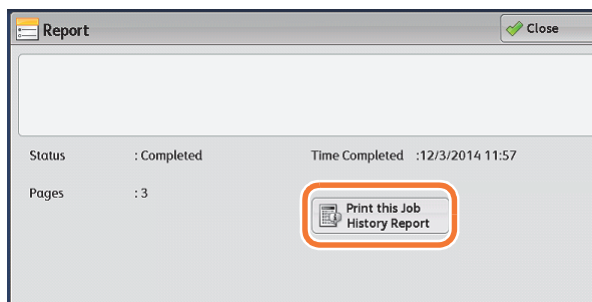 Report
Close
Status : Completed Time Completed :12/3/2014 11:57
Pages : 3
Print this Job
History Report